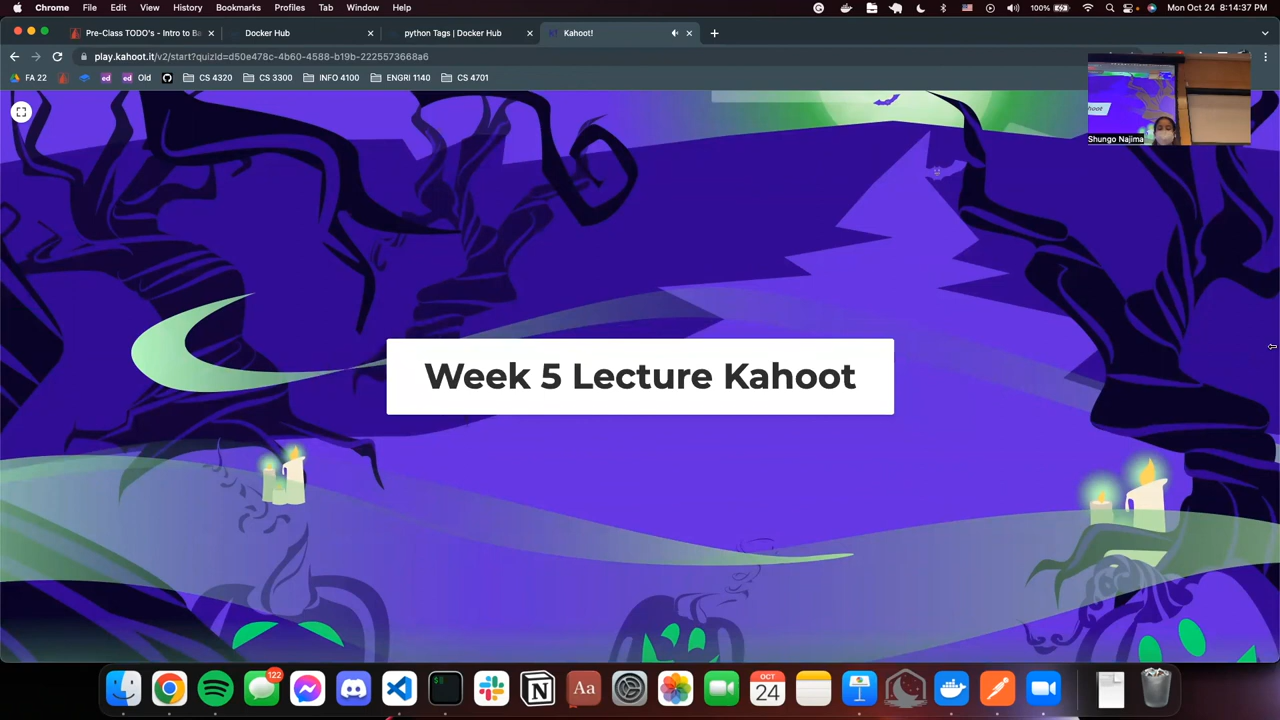 Chrome File Edit View History Bookmarks Profiles Tab Window Help 100% Mon Oct 24 8:14:37 PM
Pre-Class TODO's - Intro to Ba Docker Hub python Tags | Docker Hub K! Kahoot!
play.kahoot.it/v2/start?quizId=d50e478c-4b60-4588-b19b-2225573668a6
FA 22 ed ed Old CS 4320 CS 3300 INFO 4100 ENGRI 1140 CS 4701
Shungo Najima
Week 5 Lecture Kahoot
122
Aa
OCT
24